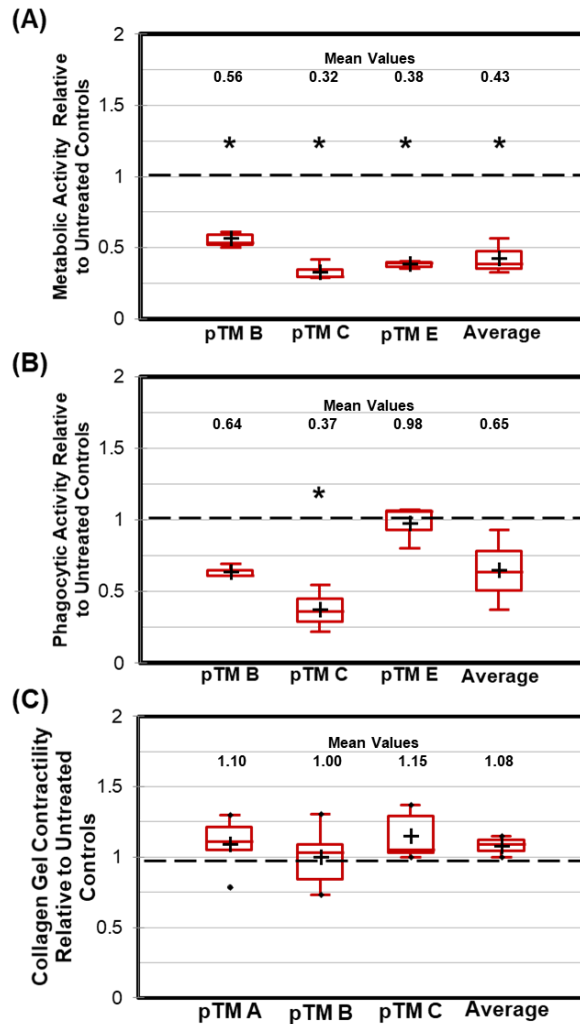 (A)
Metabolic Activity Relative
to Untreated Controls
2
1.5
1
0.5
0
Mean Values
0.56 0.32 0.38 0.43
* * * *
pTM B pTM C pTM E Average
(B)
Phagocytic Activity Relative
to Untreated Controls
2
1.5
1
0.5
0
Mean Values
0.64 0.37 0.98 0.65
*
pTM B pTM C pTM E Average
(C)
Collagen Gel Contractility
Relative to Untreated
Controls
2
1.5
1
0.5
0
Mean Values
1.10 1.00 1.15 1.08
pTM A pTM B pTM C Average